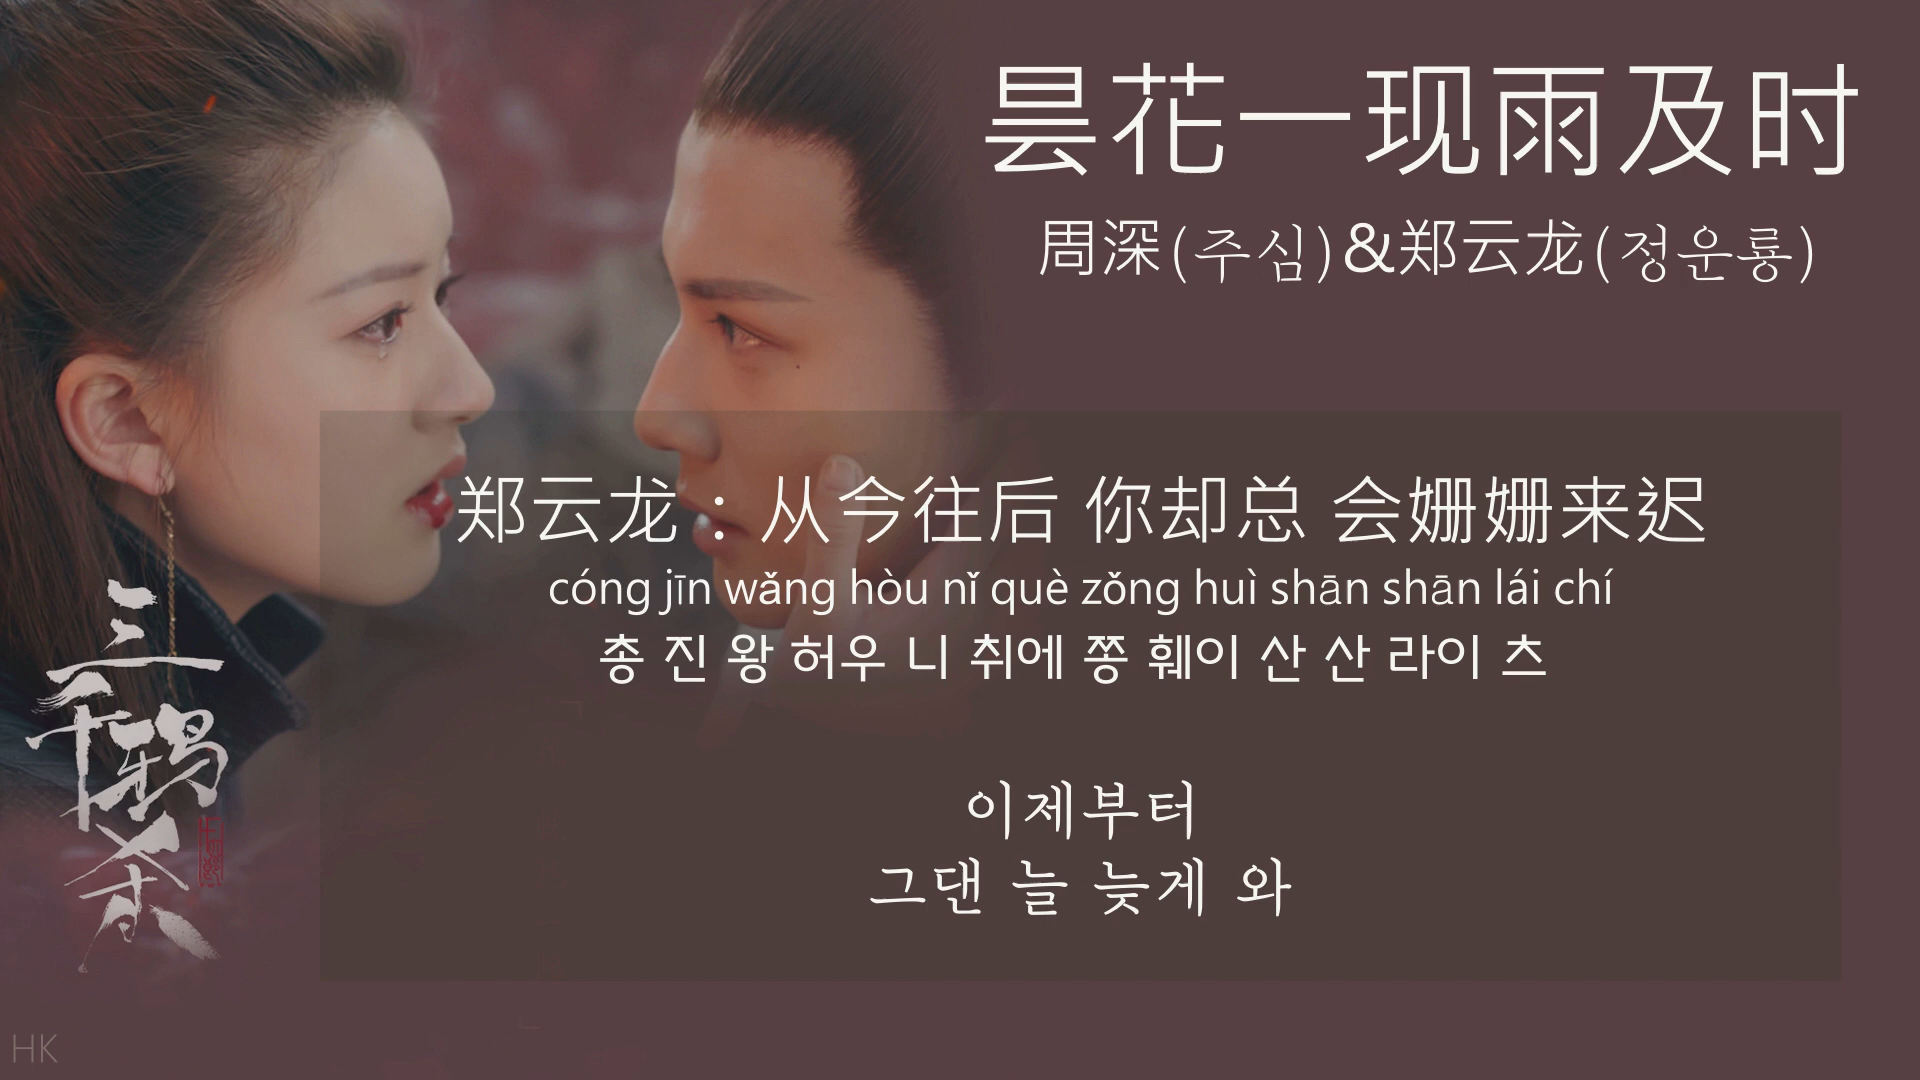 昙花一现雨及时
周深(주심)&郑云龙(정운룡)
郑云龙：从今往后 你却总 会姗姗来迟
cóng jīn wǎng hòu nǐ què zǒng huì shān shān lái chí
총 진 왕 허우 니 취에 쫑 훼이 산 산 라이 츠
이제부터
그댄 늘 늦게 와
三千鸦杀
HK